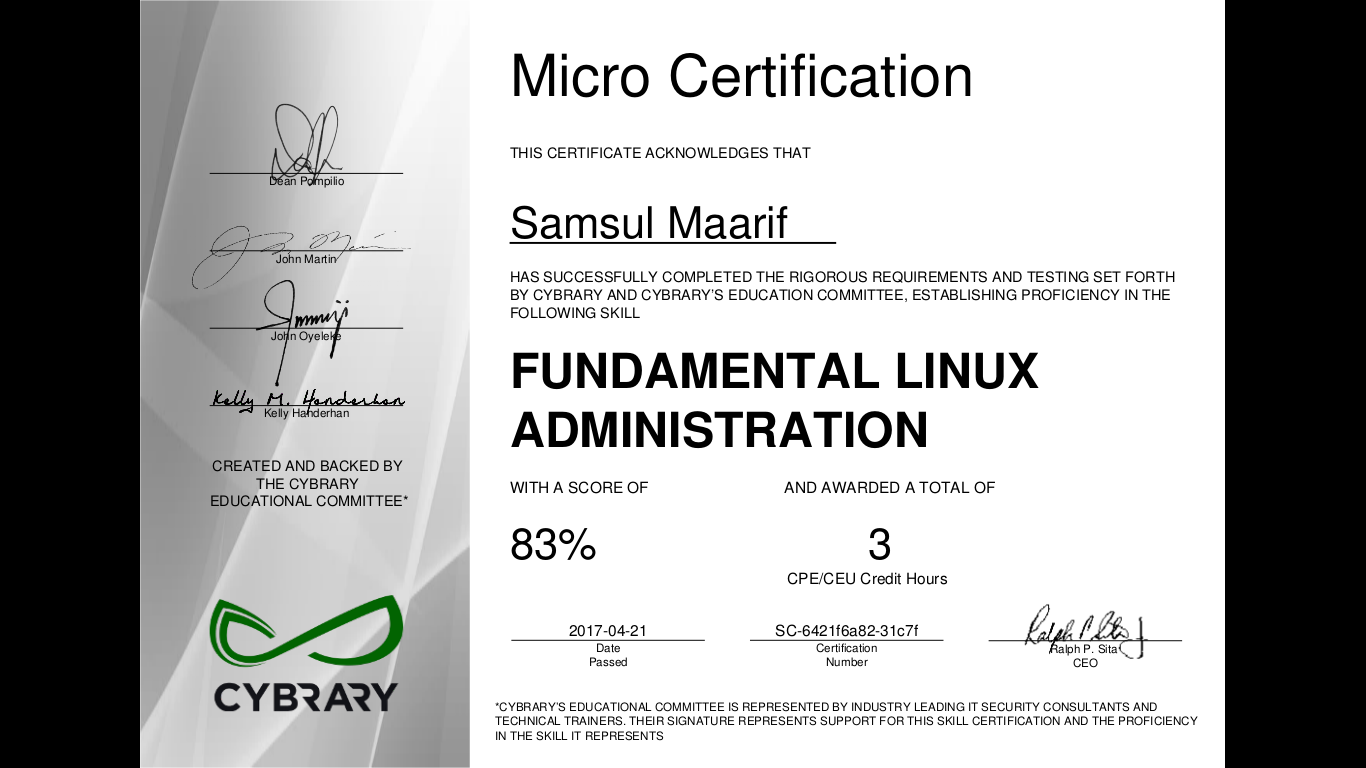 Dean Pompilio
John Martin
John Oyeleke
Kelly M. Handerhan
Kelly Handerhan
CREATED AND BACKED BY
THE CYBRARY
EDUCATIONAL COMMITTEE*
CYBRARY
Micro Certification
THIS CERTIFICATE ACKNOWLEDGES THAT
Samsul Maarif
HAS SUCCESSFULLY COMPLETED THE RIGOROUS REQUIREMENTS AND TESTING SET FORTH
BY CYBRARY AND CYBRARY'S EDUCATION COMMITTEE, ESTABLISHING PROFICIENCY IN THE
FOLLOWING SKILL
FUNDAMENTAL LINUX
ADMINISTRATION
WITH A SCORE OF
AND AWARDED A TOTAL OF
83%
3
CPE/CEU Credit Hours
2017-04-21
Date
Passed
SC-6421f6a82-31c7f
Certification
Number
Ralph P. Sita
CEO
*CYBRARY'S EDUCATIONAL COMMITTEE IS REPRESENTED BY INDUSTRY LEADING IT SECURITY CONSULTANTS AND
TECHNICAL TRAINERS. THEIR SIGNATURE REPRESENTS SUPPORT FOR THIS SKILL CERTIFICATION AND THE PROFICIENCY
IN THE SKILL IT REPRESENTS